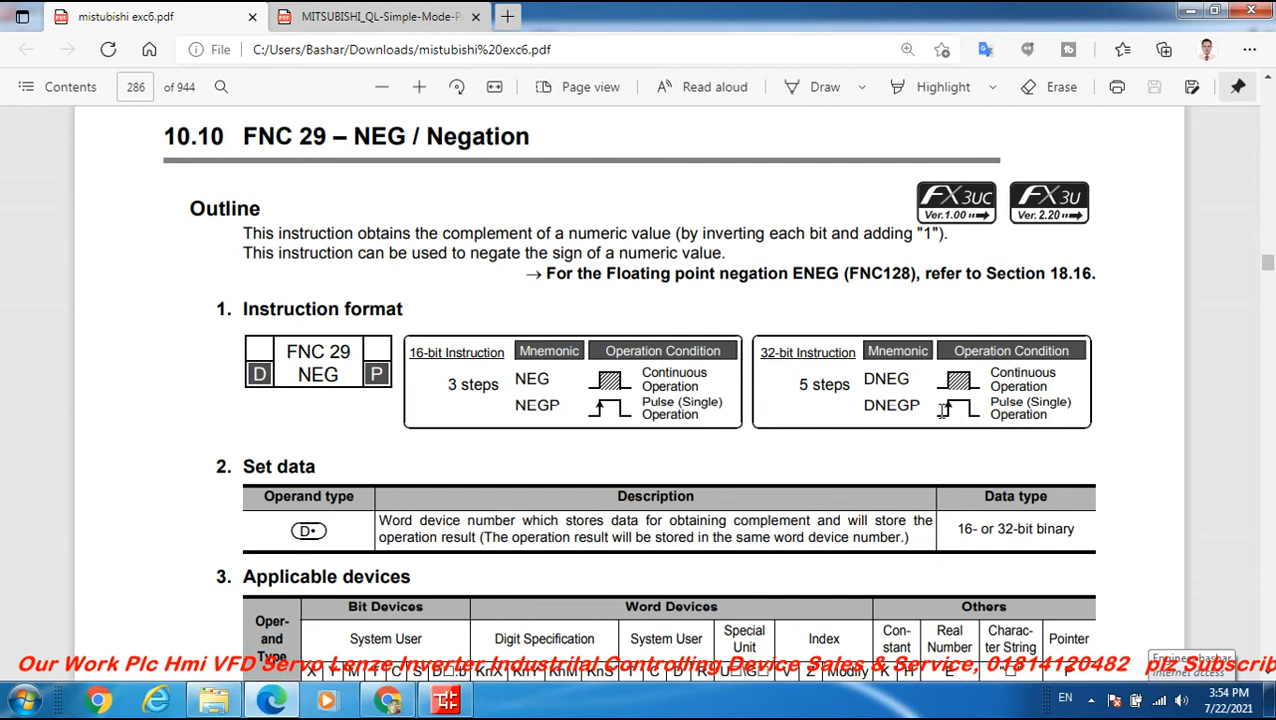 mistubishi exc6.pdf
MITSUBISHI_QL-Simple-Mode-P
File
C:/Users/Bashar/Downloads/mistubishi%20exc6.pdf
Contents
286
of 944
Page view
Read aloud
Draw
Highlight
Erase
10.10 FNC 29 – NEG / Negation
FX3UC
Ver.1.00
FX3U
Ver.2.20
Outline
This instruction obtains the complement of a numeric value (by inverting each bit and adding "1").
This instruction can be used to negate the sign of a numeric value.
→ For the Floating point negation ENEG (FNC128), refer to Section 18.16.
1. Instruction format
D
FNC 29
NEG
P
16-bit Instruction
Mnemonic
Operation Condition
3 steps
NEG
Continuous
Operation
NEGP
Pulse (Single)
Operation
32-bit Instruction
Mnemonic
Operation Condition
5 steps
DNEG
Continuous
Operation
DNEGP
Pulse (Single)
Operation
2. Set data
Operand type
Description
Data type
D•
Word device number which stores data for obtaining complement and will store the
operation result (The operation result will be stored in the same word device number.)
16- or 32-bit binary
3. Applicable devices
Oper-
and
Type
Bit Devices
Word Devices
Others
System User
Digit Specification
System User
Special
Unit
Index
Con-
stant
Real
Number
Charac-
ter String
Pointer
X Y M T C S D□.b KnX KnY KnM KnS T C D R U□\G□ V Z Modify K H E "□" P
Our Work Plc Hmi VFD Servo Lenze Inverter Industrilal Controlling Device Sales & Service, 01814120482 plz Subscrib
Internet access
EN
3:54 PM
7/22/2021